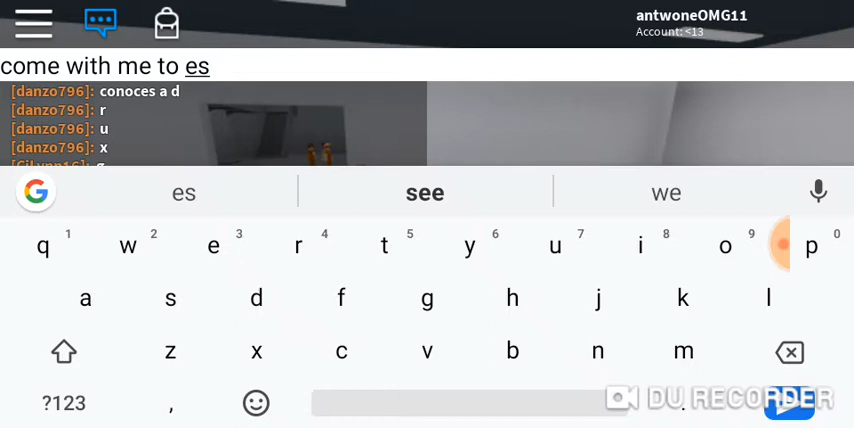 antwoneOMG11
Account: <13
come with me to es
[danzo796]: conoces a d
[danzo796]: r
[danzo796]: u
[danzo796]: x
es see we
q 1 w 2 e 3 r 4 t 5 y 6 u 7 i 8 o 9 p 0
a s d f g h j k l
z x c v b n m
?123 , .
DU RECORDER